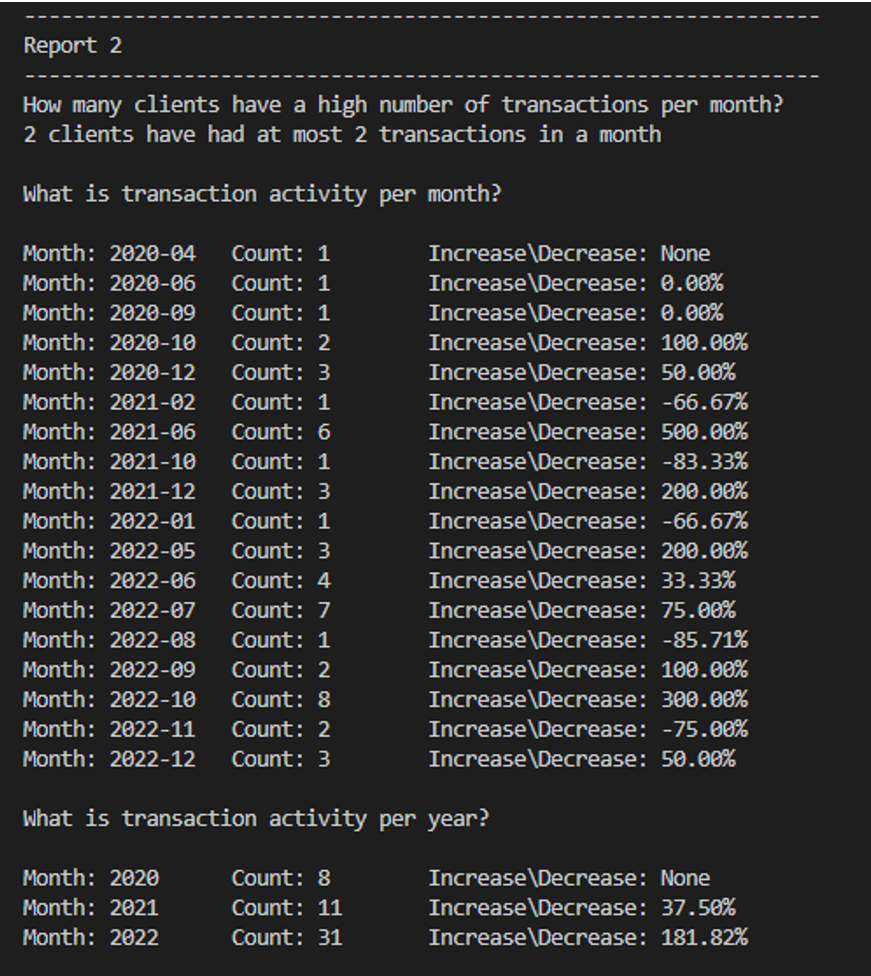 -----------------------------------------------------------------
Report 2
-----------------------------------------------------------------
How many clients have a high number of transactions per month?
2 clients have had at most 2 transactions in a month
What is transaction activity per month?
Month: 2020-04 Count: 1 Increase\Decrease: None
Month: 2020-06 Count: 1 Increase\Decrease: 0.00%
Month: 2020-09 Count: 1 Increase\Decrease: 0.00%
Month: 2020-10 Count: 2 Increase\Decrease: 100.00%
Month: 2020-12 Count: 3 Increase\Decrease: 50.00%
Month: 2021-02 Count: 1 Increase\Decrease: -66.67%
Month: 2021-06 Count: 6 Increase\Decrease: 500.00%
Month: 2021-10 Count: 1 Increase\Decrease: -83.33%
Month: 2021-12 Count: 3 Increase\Decrease: 200.00%
Month: 2022-01 Count: 1 Increase\Decrease: -66.67%
Month: 2022-05 Count: 3 Increase\Decrease: 200.00%
Month: 2022-06 Count: 4 Increase\Decrease: 33.33%
Month: 2022-07 Count: 7 Increase\Decrease: 75.00%
Month: 2022-08 Count: 1 Increase\Decrease: -85.71%
Month: 2022-09 Count: 2 Increase\Decrease: 100.00%
Month: 2022-10 Count: 8 Increase\Decrease: 300.00%
Month: 2022-11 Count: 2 Increase\Decrease: -75.00%
Month: 2022-12 Count: 3 Increase\Decrease: 50.00%
What is transaction activity per year?
Month: 2020 Count: 8 Increase\Decrease: None
Month: 2021 Count: 11 Increase\Decrease: 37.50%
Month: 2022 Count: 31 Increase\Decrease: 181.82%